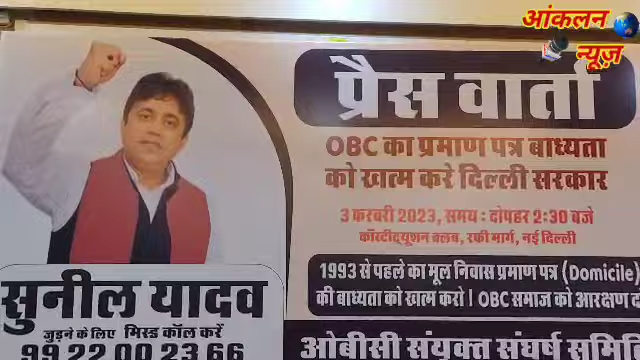 आंकलन
न्यूज़
प्रैस वार्ता
OBC का प्रमाण पत्र बाध्यता
को खत्म करे दिल्ली सरकार
3 फरवरी 2023, समय : दोपहर 2:30 बजे
कॉस्टीट्यूशन क्लब, रफी मार्ग, नई दिल्ली
1993 से पहले का मूल निवास प्रमाण पत्र (Domicile)
की बाध्यता को खत्म करो ! OBC समाज को आरक्षण
ओबीसी संयुक्त संघर्ष समिति
सुनील यादव
जुड़ने के लिए मिस्ड कॉल करें
99 22 00 23 66